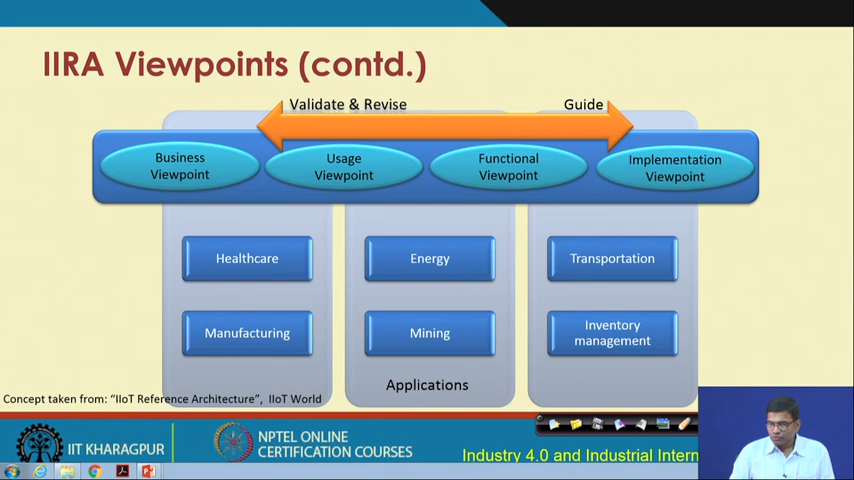 IIRA Viewpoints (contd.)
Validate & Revise
Guide
Business
Viewpoint
Usage
Viewpoint
Functional
Viewpoint
Implementation
Viewpoint
Healthcare
Energy
Transportation
Manufacturing
Mining
Inventory
management
Applications
Concept taken from: “IIoT Reference Architecture”, IIoT World
IIT KHARAGPUR
NPTEL ONLINE
CERTIFICATION COURSES
Industry 4.0 and Industrial Intern